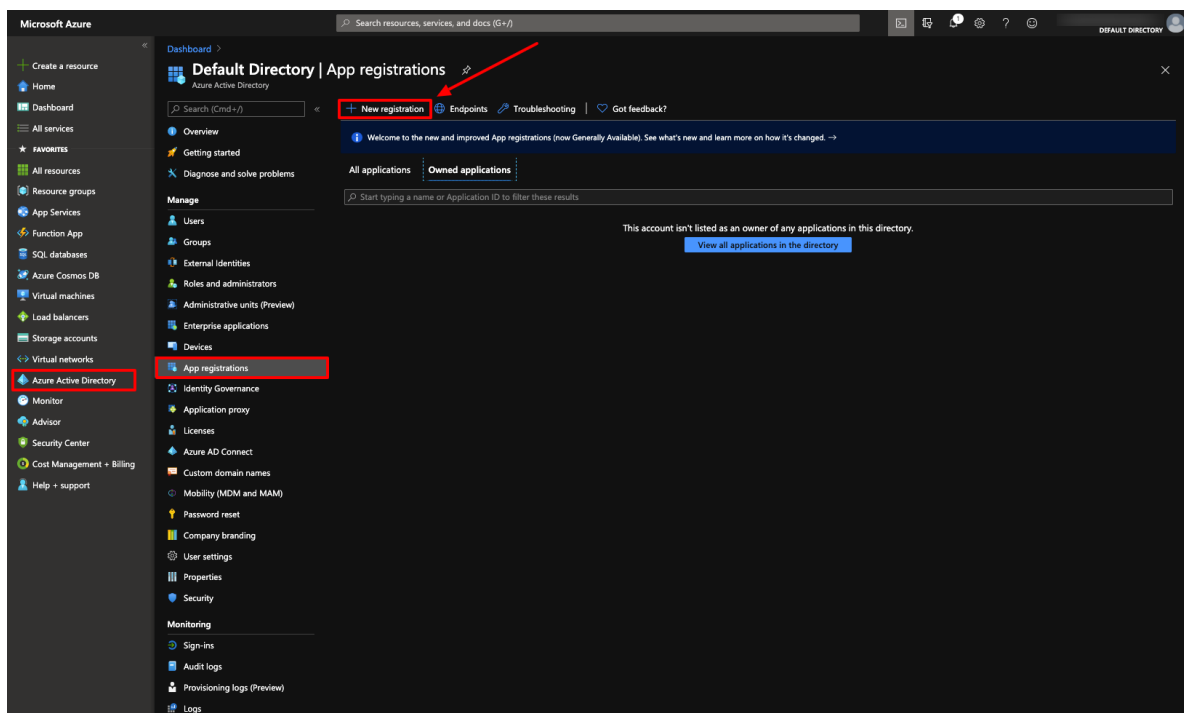 Microsoft Azure
Search resources, services, and docs (G+/)
1
?
DEFAULT DIRECTORY
«
Create a resource
Home
Dashboard
All services
FAVORITES
All resources
Resource groups
App Services
Function App
SQL databases
Azure Cosmos DB
Virtual machines
Load balancers
Storage accounts
Virtual networks
Azure Active Directory
Monitor
Advisor
Security Center
Cost Management + Billing
Help + support
Dashboard >
Default Directory | App registrations
Azure Active Directory
Search (Cmd+/)
«
Overview
Getting started
Diagnose and solve problems
Manage
Users
Groups
External Identities
Roles and administrators
Administrative units (Preview)
Enterprise applications
Devices
App registrations
Identity Governance
Application proxy
Licenses
Azure AD Connect
Custom domain names
Mobility (MDM and MAM)
Password reset
Company branding
User settings
Properties
Security
Monitoring
Sign-ins
Audit logs
Provisioning logs (Preview)
Logs
New registration Endpoints Troubleshooting | Got feedback?
Welcome to the new and improved App registrations (now Generally Available). See what's new and learn more on how it's changed. →
All applications Owned applications
Start typing a name or Application ID to filter these results
This account isn't listed as an owner of any applications in this directory.
View all applications in the directory